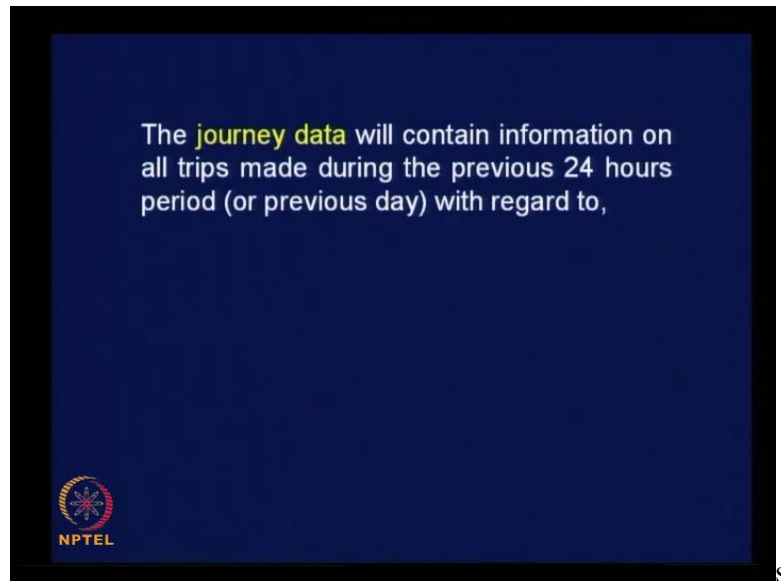 The journey data will contain information on
all trips made during the previous 24 hours
period (or previous day) with regard to,
NPTEL